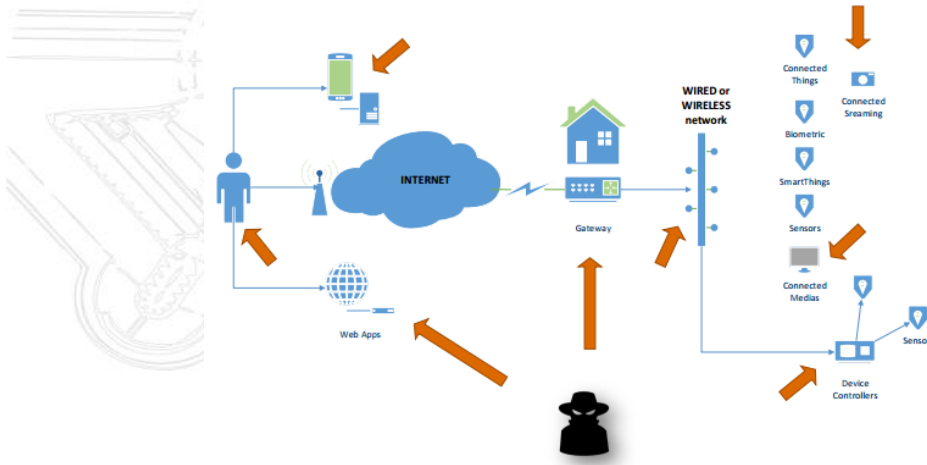 WIRED or
WIRELESS
network
Connected
Things
Connected
Sreaming
Biometric
INTERNET
SmartThings
Gateway
Sensors
Connected
Medias
Web Apps
Senso
Device
Controllers